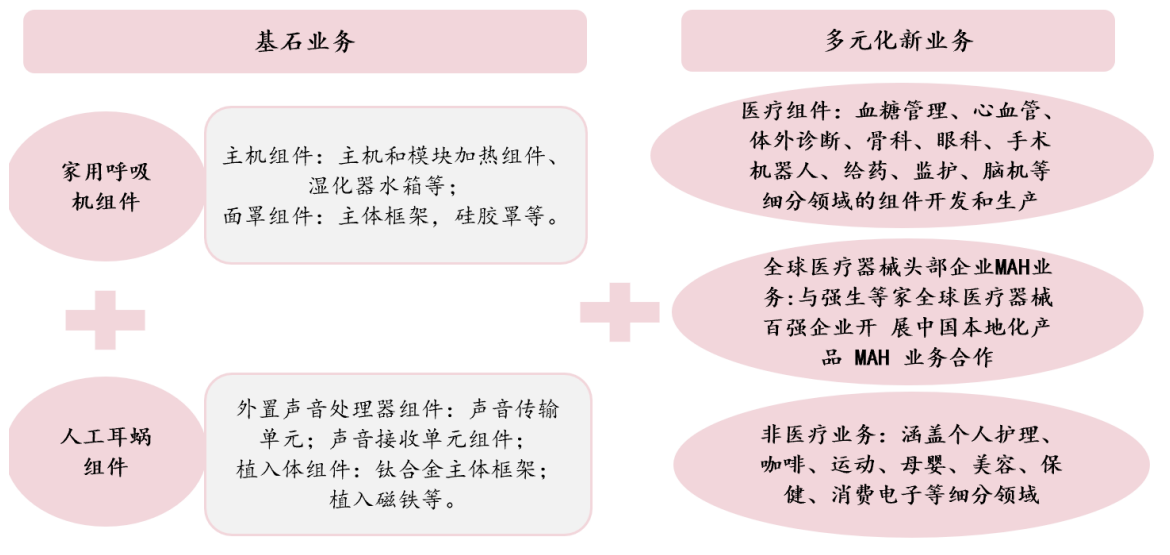 基石业务
家用呼吸
机组件
主机组件：主机和模块加热组件、
湿化器水箱等；
面罩组件：主体框架，硅胶罩等。
人工耳蜗
组件
外置声音处理器组件：声音传输
单元；声音接收单元组件；
植入体组件：钛合金主体框架；
植入磁铁等。
多元化新业务
医疗组件：血糖管理、心血管、
体外诊断、骨科、眼科、手术
机器人、给药、监护、脑机等
细分领域的组件开发和生产
全球医疗器械头部企业MAH业
务:与强生等家全球医疗器械
百强企业开 展中国本地化产
品 MAH 业务合作
非医疗业务：涵盖个人护理、
咖啡、运动、母婴、美容、保
健、消费电子等细分领域